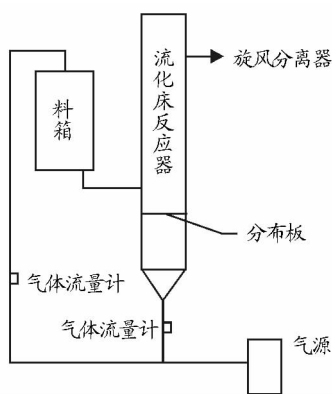 流化床反应器
旋风分离器
料箱
分布板
气体流量计
气体流量计
气源